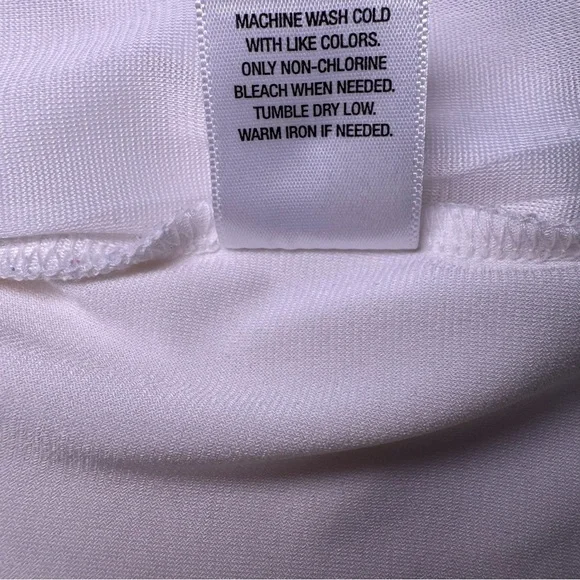 MACHINE WASH COLD
WITH LIKE COLORS.
ONLY NON-CHLORINE
BLEACH WHEN NEEDED.
TUMBLE DRY LOW.
WARM IRON IF NEEDED.